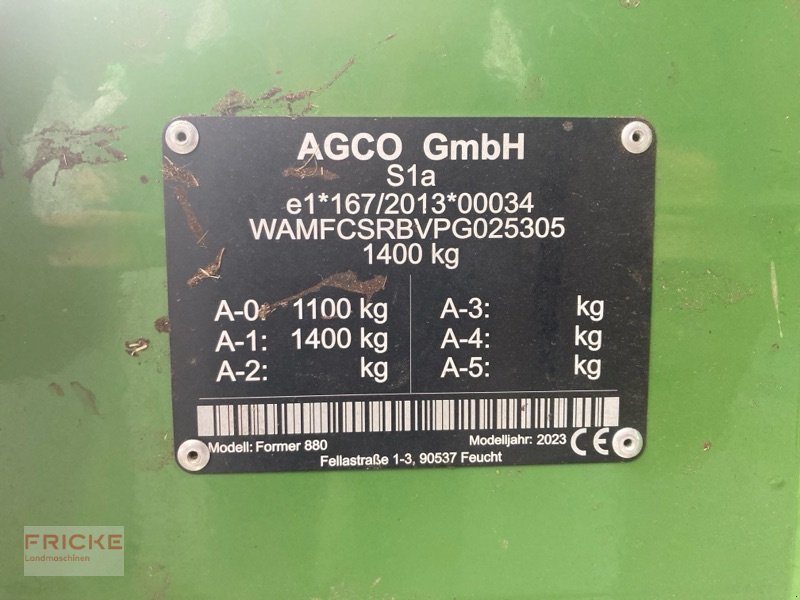 AGCO GmbH
S1a
e1*167/2013*00034
WAMFCSRBVPG025305
1400 kg
A-0: 1100 kg
A-1: 1400 kg
A-2: kg
A-3: kg
A-4: kg
A-5: kg
Modell: Former 880
Modelljahr: 2023 CE
Fellastraße 1-3, 90537 Feucht
FRICKE
Landmaschinen